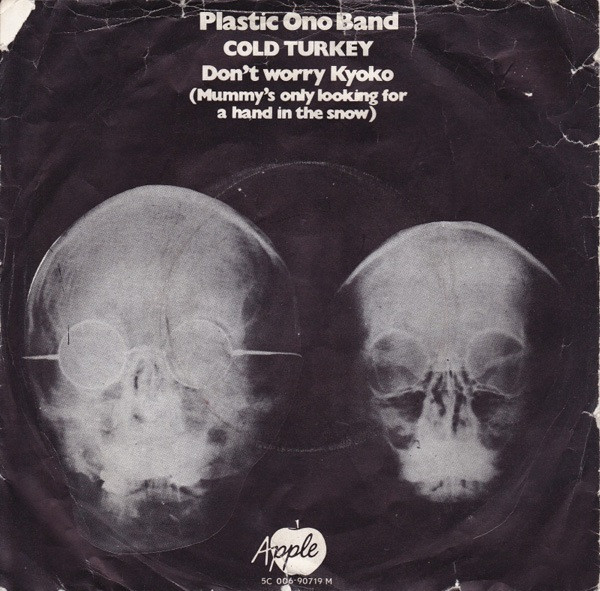 Plastic Ono Band
COLD TURKEY
Don't worry Kyoko
(Mummy's only looking for
a hand in the snow)
Apple
5C 006-90719 M